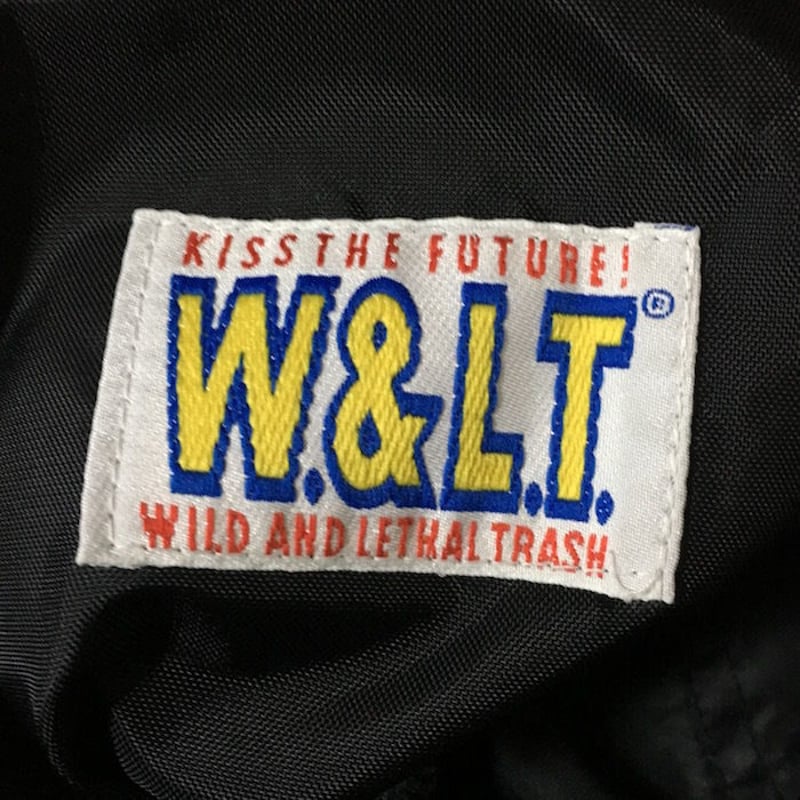 KISS THE FUTURE!
W.&L.T.®
WILD AND LETHAL TRASH